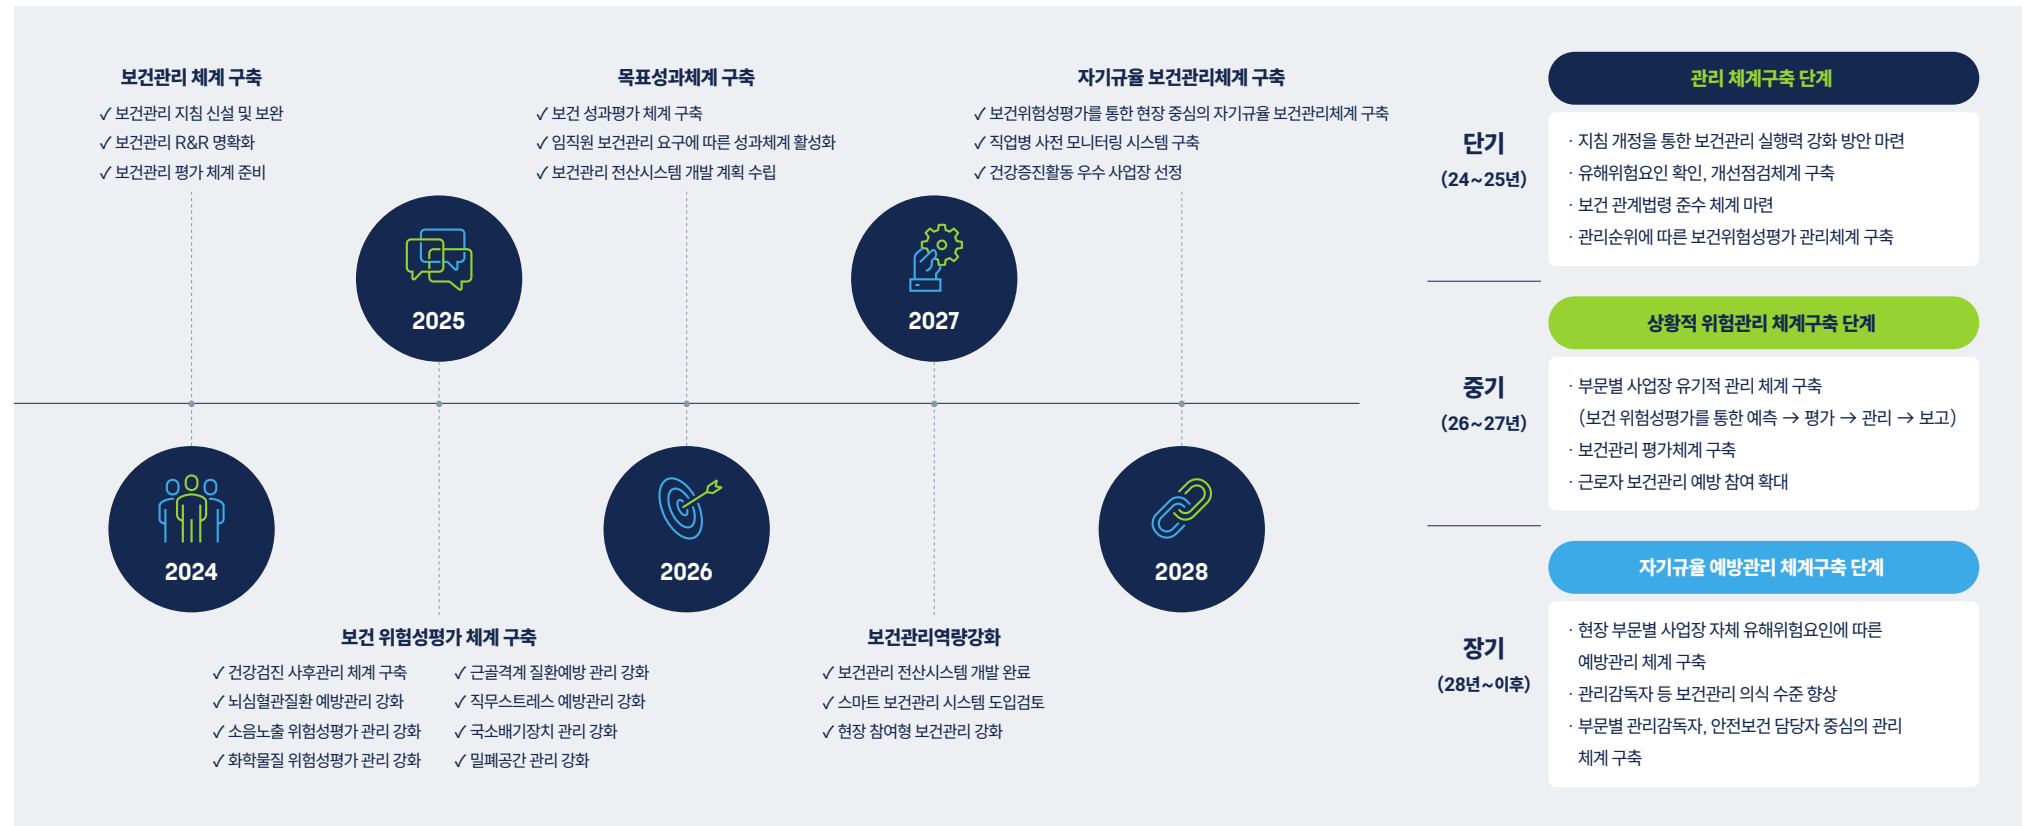 보건관리 체계 구축
✓ 보건관리 지침 신설 및 보완
✓ 보건관리 R&R 명확화
✓ 보건관리 평가 체계 준비
2024
2025
보건 위험성평가 체계 구축
✓ 건강검진 사후관리 체계 구축
✓ 뇌심혈관질환 예방관리 강화
✓ 소음노출 위험성평가 관리 강화
✓ 화학물질 위험성평가 관리 강화
✓ 근골격계 질환예방 관리 강화
✓ 직무스트레스 예방관리 강화
✓ 국소배기장치 관리 강화
✓ 밀폐공간 관리 강화
목표성과체계 구축
✓ 보건 성과평가 체계 구축
✓ 임직원 보건관리 요구에 따른 성과체계 활성화
✓ 보건관리 전산시스템 개발 계획 수립
2026
2027
보건관리역량강화
✓ 보건관리 전산시스템 개발 완료
✓ 스마트 보건관리 시스템 도입검토
✓ 현장 참여형 보건관리 강화
자기규율 보건관리체계 구축
✓ 보건위험성평가를 통한 현장 중심의 자기규율 보건관리체계 구축
✓ 직업병 사전 모니터링 시스템 구축
✓ 건강증진활동 우수 사업장 선정
2028
단기
(24~25년)
관리 체계구축 단계
· 지침 개정을 통한 보건관리 실행력 강화 방안 마련
· 유해위험요인 확인, 개선점검체계 구축
· 보건 관계법령 준수 체계 마련
· 관리순위에 따른 보건위험성평가 관리체계 구축
중기
(26~27년)
상황적 위험관리 체계구축 단계
· 부문별 사업장 유기적 관리 체계 구축
(보건 위험성평가를 통한 예측 → 평가 → 관리 → 보고)
· 보건관리 평가체계 구축
· 근로자 보건관리 예방 참여 확대
장기
(28년~이후)
자기규율 예방관리 체계구축 단계
· 현장 부문별 사업장 자체 유해위험요인에 따른
예방관리 체계 구축
· 관리감독자 등 보건관리 의식 수준 향상
· 부문별 관리감독자, 안전보건 담당자 중심의 관리
체계 구축